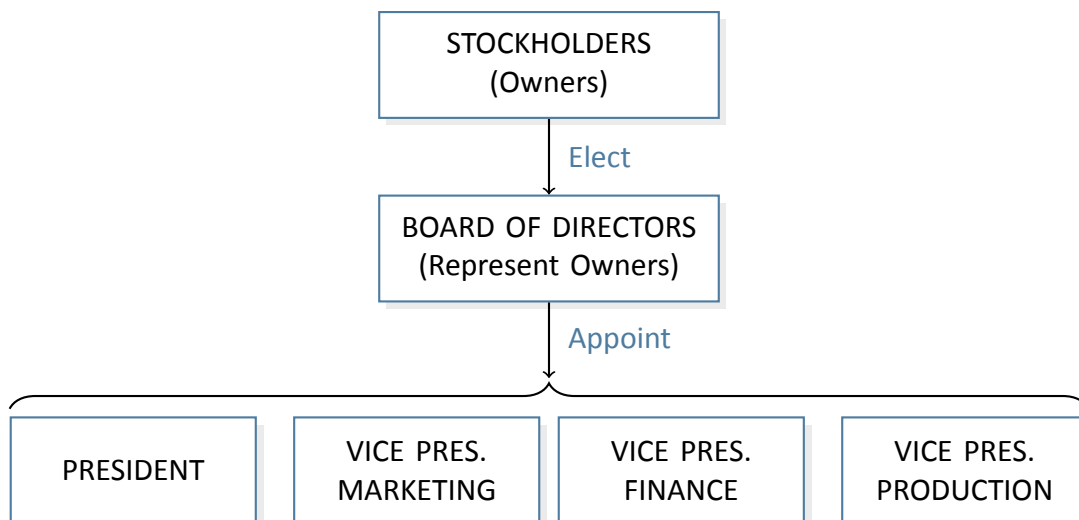 STOCKHOLDERS
(Owners)
Elect
BOARD OF DIRECTORS
(Represent Owners)
Appoint
PRESIDENT
VICE PRES.
MARKETING
VICE PRES.
FINANCE
VICE PRES.
PRODUCTION